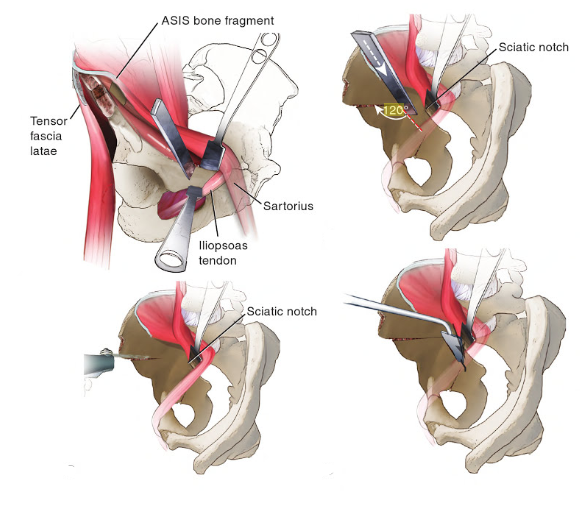 ASIS bone fragment
Tensor
fascia
latae
Sartorius
Iliopsoas
tendon
Sciatic notch
120°
Sciatic notch